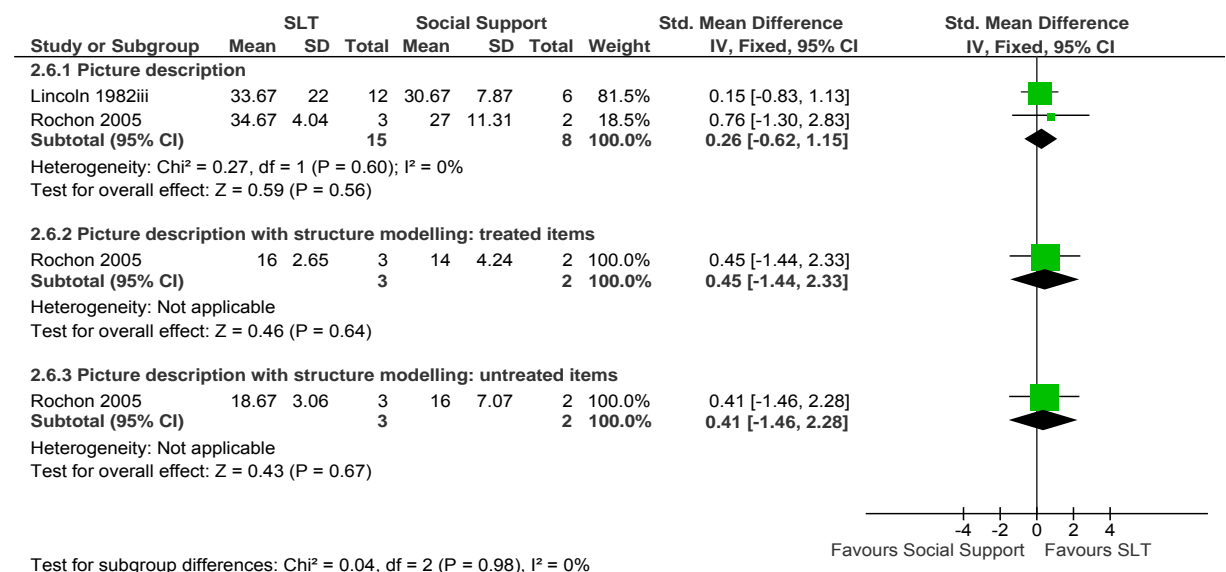 SLT Social Support Std. Mean Difference Std. Mean Difference
Study or Subgroup Mean SD Total Mean SD Total Weight IV, Fixed, 95% CI IV, Fixed, 95% CI
2.6.1 Picture description
Lincoln 1982iii 33.67 22 12 30.67 7.87 6 81.5% 0.15 [-0.83, 1.13]
Rochon 2005 34.67 4.04 3 27 11.31 2 18.5% 0.76 [-1.30, 2.83]
Subtotal (95% CI) 15 8 100.0% 0.26 [-0.62, 1.15]
Heterogeneity: Chi² = 0.27, df = 1 (P = 0.60); I² = 0%
Test for overall effect: Z = 0.59 (P = 0.56)
2.6.2 Picture description with structure modelling: treated items
Rochon 2005 16 2.65 3 14 4.24 2 100.0% 0.45 [-1.44, 2.33]
Subtotal (95% CI) 3 2 100.0% 0.45 [-1.44, 2.33]
Heterogeneity: Not applicable
Test for overall effect: Z = 0.46 (P = 0.64)
2.6.3 Picture description with structure modelling: untreated items
Rochon 2005 18.67 3.06 3 16 7.07 2 100.0% 0.41 [-1.46, 2.28]
Subtotal (95% CI) 3 2 100.0% 0.41 [-1.46, 2.28]
Heterogeneity: Not applicable
Test for overall effect: Z = 0.43 (P = 0.67)
-4 -2 0 2 4
Favours Social Support Favours SLT
Test for subgroup differences: Chi² = 0.04, df = 2 (P = 0.98), I² = 0%